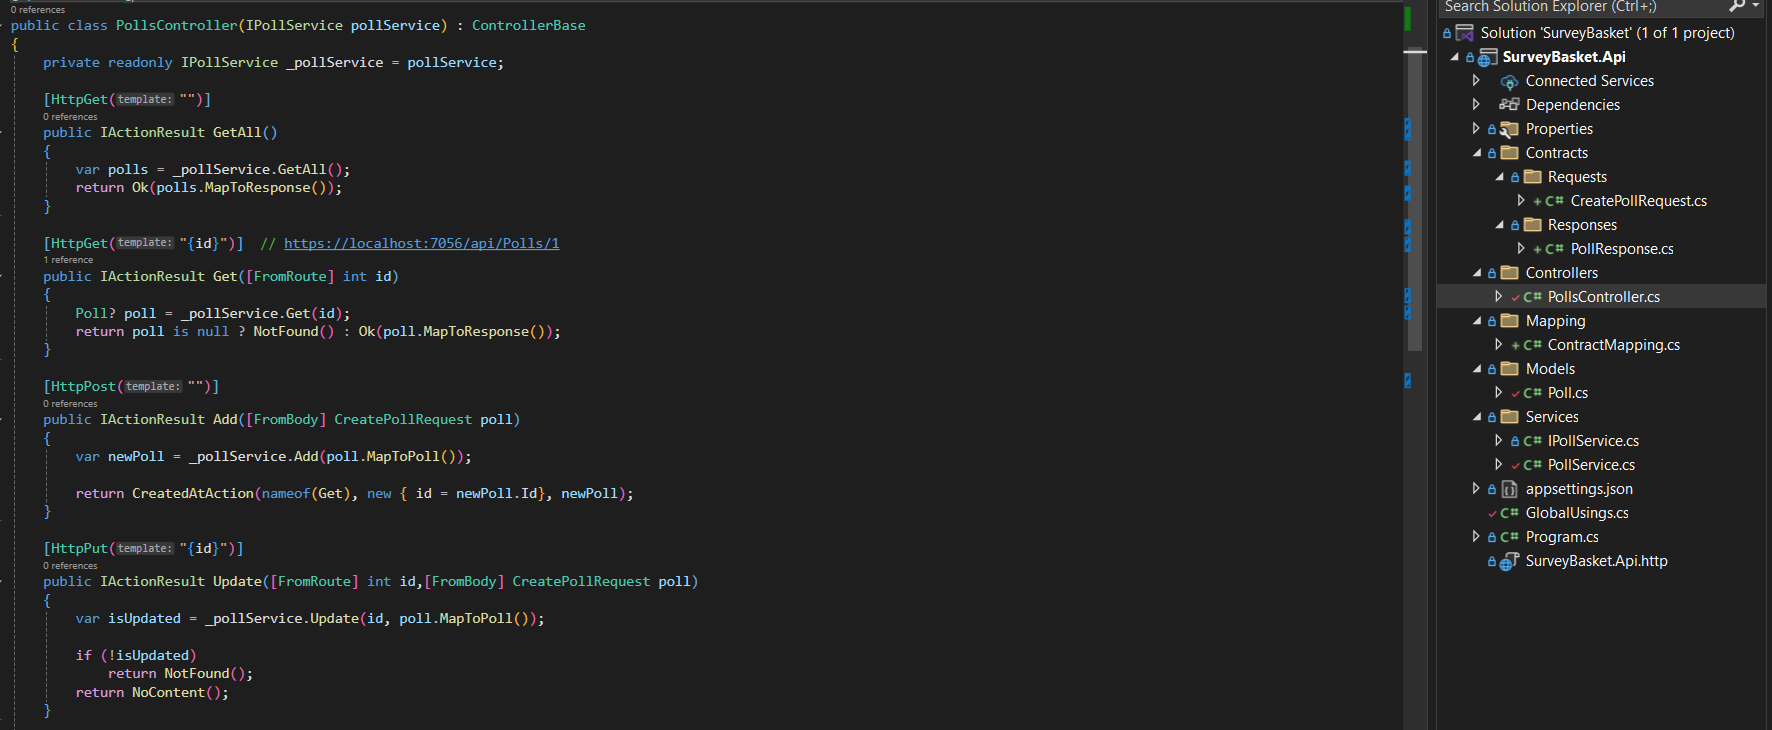 0 references
public class PollsController(IPollService pollService) : ControllerBase
{
private readonly IPollService _pollService = pollService;
[HttpGet(template: "")]
0 references
public IActionResult GetAll()
{
var polls = _pollService.GetAll();
return Ok(polls.MapToResponse());
}
[HttpGet(template: "{id}")] // https://localhost:7056/api/Polls/1
1 reference
public IActionResult Get([FromRoute] int id)
{
Poll? poll = _pollService.Get(id);
return poll is null ? NotFound() : Ok(poll.MapToResponse());
}
[HttpPost(template: "")]
0 references
public IActionResult Add([FromBody] CreatePollRequest poll)
{
var newPoll = _pollService.Add(poll.MapToPoll());
return CreatedAtAction(nameof(Get), new { id = newPoll.Id}, newPoll);
}
[HttpPut(template: "{id}")]
0 references
public IActionResult Update([FromRoute] int id,[FromBody] CreatePollRequest poll)
{
var isUpdated = _pollService.Update(id, poll.MapToPoll());
if (!isUpdated)
return NotFound();
return NoContent();
}
Search Solution Explorer (Ctrl+;)
Solution 'SurveyBasket' (1 of 1 project)
SurveyBasket.Api
Connected Services
Dependencies
Properties
Contracts
Requests
C# CreatePollRequest.cs
Responses
C# PollResponse.cs
Controllers
C# PollsController.cs
Mapping
C# ContractMapping.cs
Models
C# Poll.cs
Services
C# IPollService.cs
C# PollService.cs
appsettings.json
C# GlobalUsings.cs
C# Program.cs
SurveyBasket.Api.http